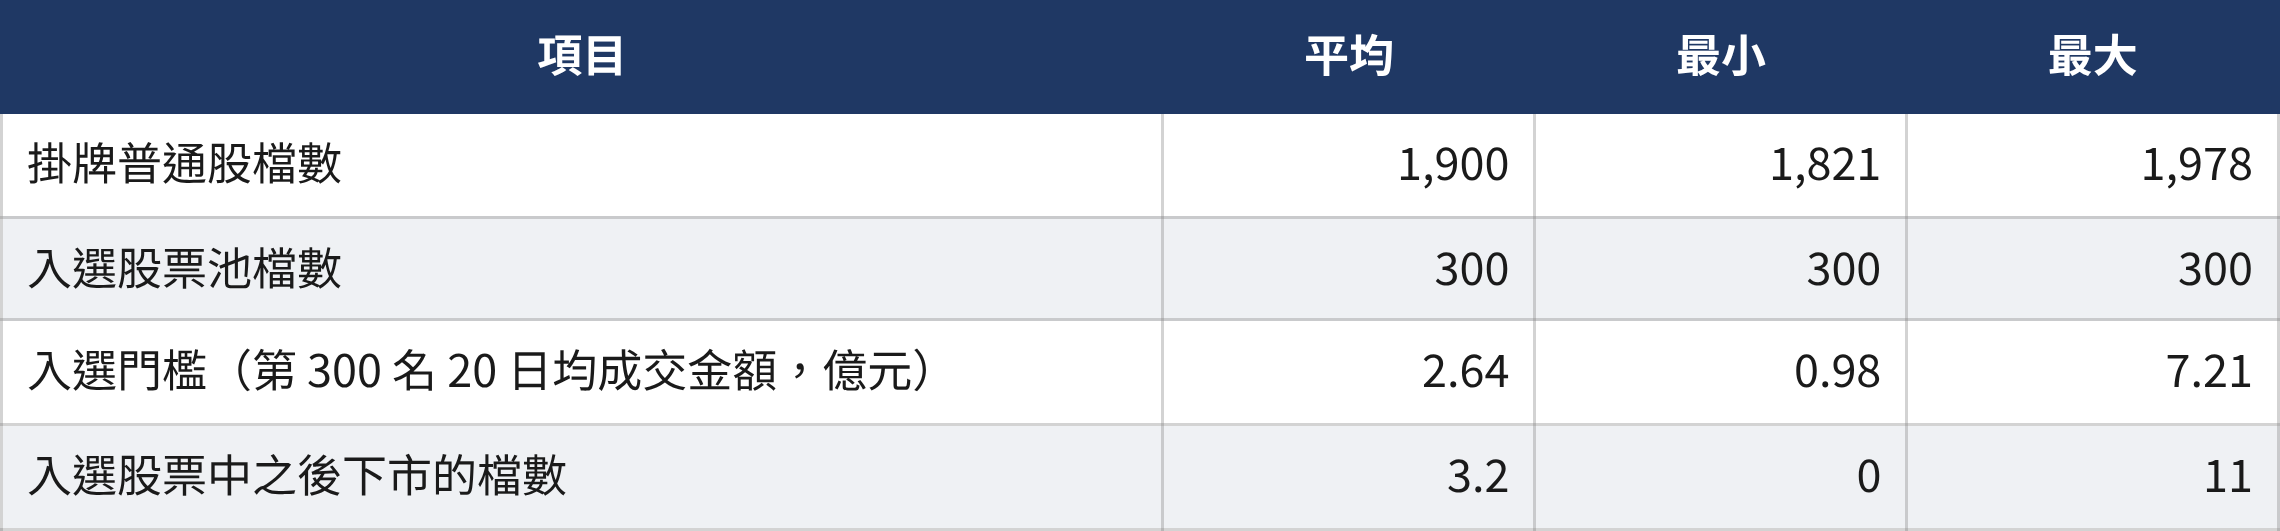 項目 平均 最小 最大
掛牌普通股檔數 1,900 1,821 1,978
入選股票池檔數 300 300 300
入選門檻（第 300 名 20 日均成交金額，億元） 2.64 0.98 7.21
入選股票中之後下市的檔數 3.2 0 11